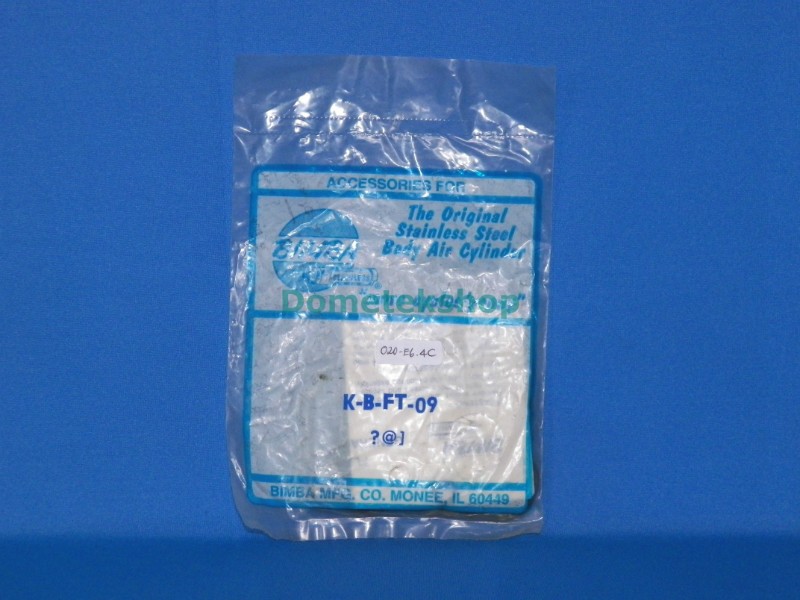 ACCESSORIES FOR
The Original
Stainless Steel
Body Air Cylinder
BIMBA
Dometekshop
020-E6.4C
K-B-FT-09
?@]
BIMBA MFG. CO. MONEE, IL 60449